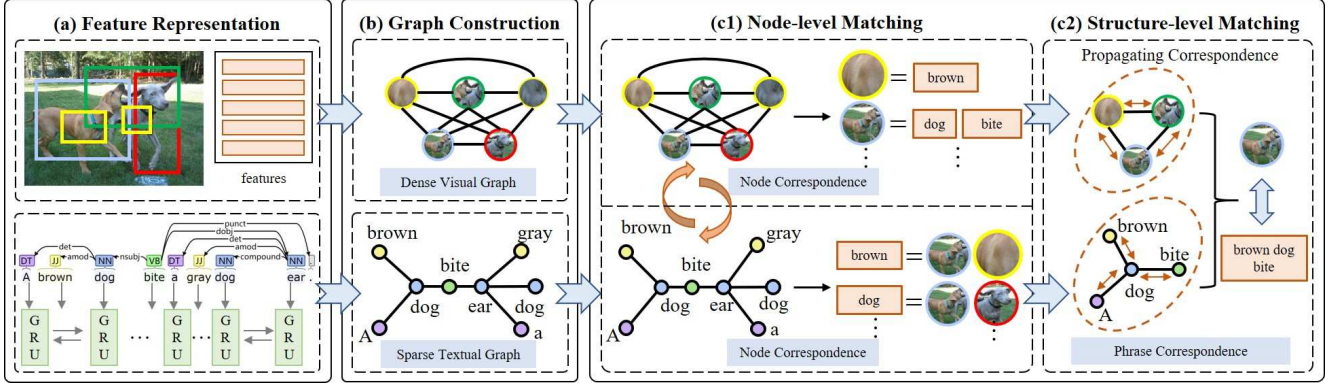 (a) Feature Representation
features
punct
dobj
det
det
amod
amod
nsubj
compound
DT JJ NN VB DT JJ NN NN
A brown dog bite a gray dog ear .
GRU GRU ... GRU ... GRU GRU
(b) Graph Construction
Dense Visual Graph
brown
gray
bite
dog
ear
dog
A
a
Sparse Textual Graph
(c1) Node-level Matching
= brown
= dog bite
Node Correspondence
brown
gray
bite
dog
ear
dog
A
a
brown
dog
Node Correspondence
(c2) Structure-level Matching
Propagating Correspondence
brown
bite
dog
A
brown dog
bite
Phrase Correspondence